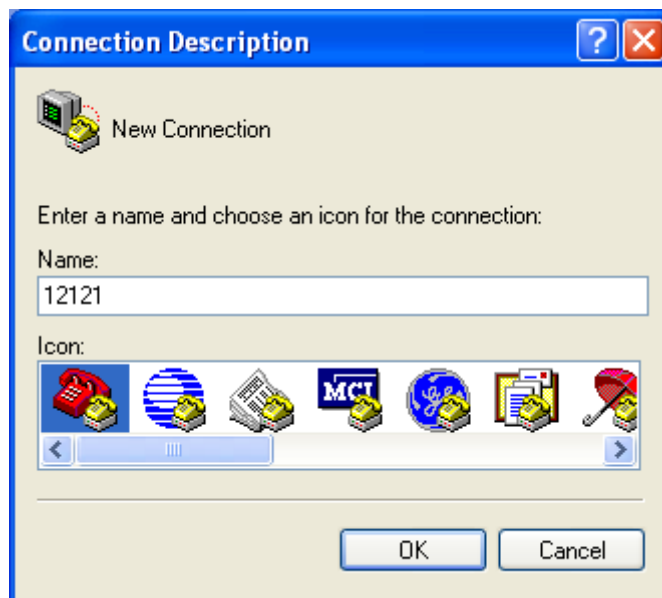 Connection Description
New Connection
Enter a name and choose an icon for the connection:
Name:
12121
Icon:
MCI
OK Cancel